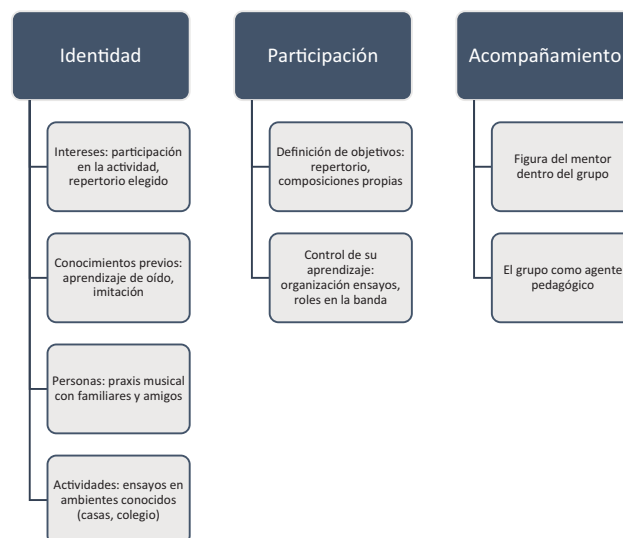 Identidad
Intereses: participación
en la actividad,
repertorio elegido
Conocimientos previos:
aprendizaje de oído,
imitación
Personas: praxis musical
con familiares y amigos
Actividades: ensayos en
ambientes conocidos
(casas, colegio)
Participación
Definición de objetivos:
repertorio,
composiciones propias
Control de su
aprendizaje:
organización ensayos,
roles en la banda
Acompañamiento
Figura del mentor
dentro del grupo
El grupo como agente
pedagógico